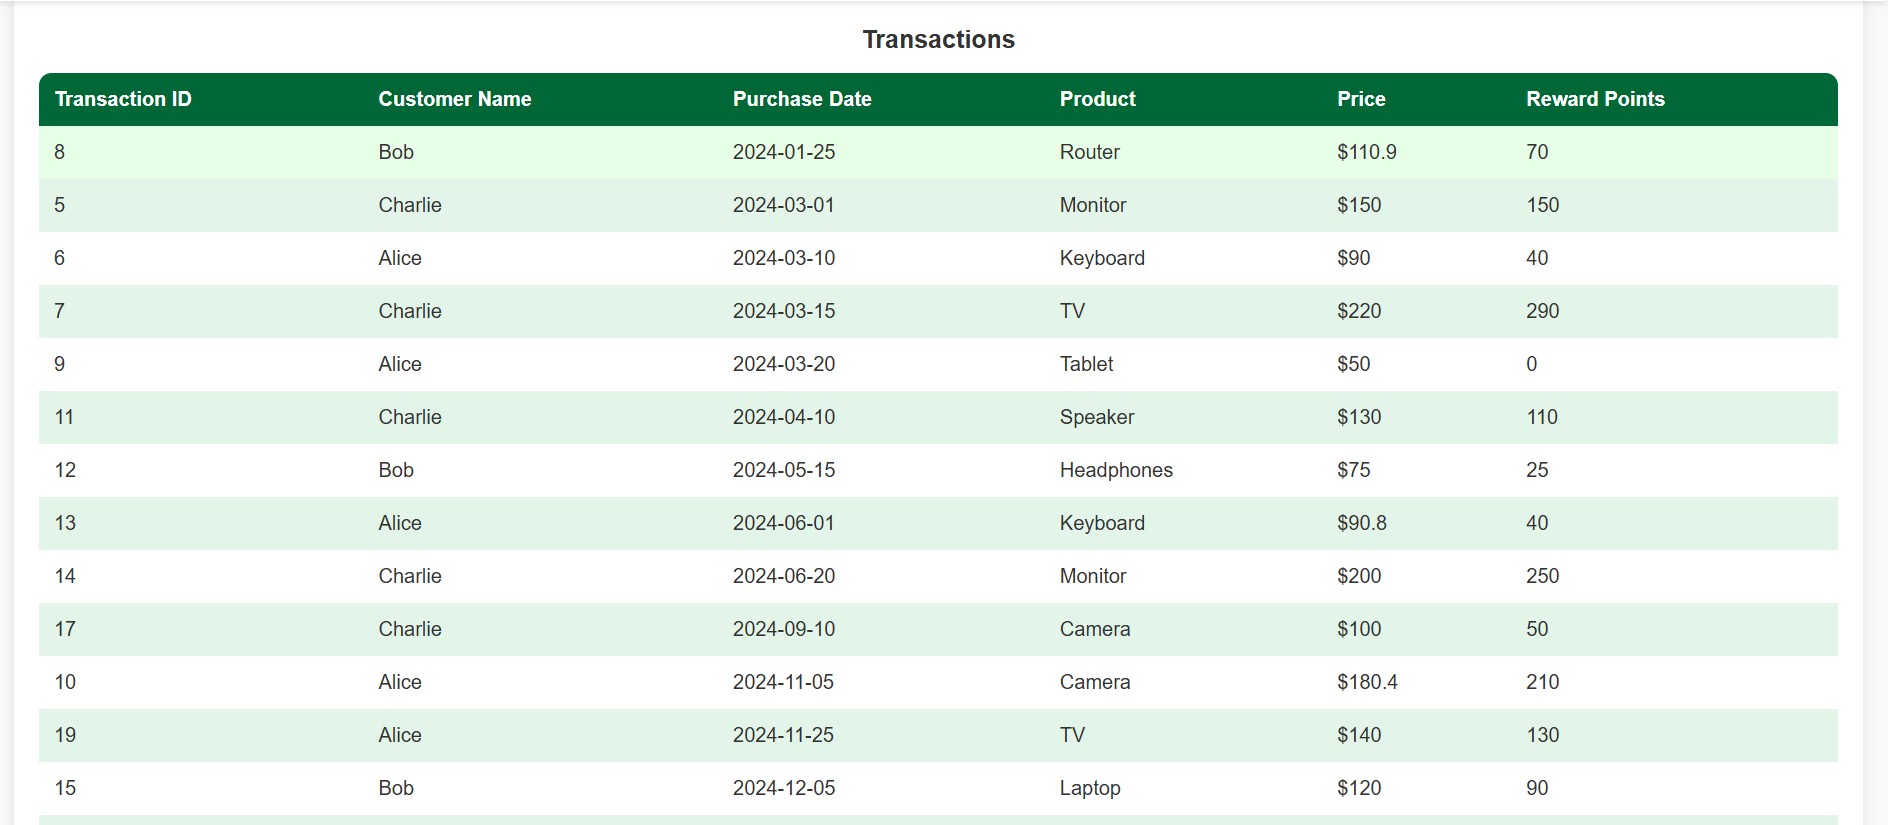 Transactions
Transaction ID Customer Name Purchase Date Product Price Reward Points
8 Bob 2024-01-25 Router $110.9 70
5 Charlie 2024-03-01 Monitor $150 150
6 Alice 2024-03-10 Keyboard $90 40
7 Charlie 2024-03-15 TV $220 290
9 Alice 2024-03-20 Tablet $50 0
11 Charlie 2024-04-10 Speaker $130 110
12 Bob 2024-05-15 Headphones $75 25
13 Alice 2024-06-01 Keyboard $90.8 40
14 Charlie 2024-06-20 Monitor $200 250
17 Charlie 2024-09-10 Camera $100 50
10 Alice 2024-11-05 Camera $180.4 210
19 Alice 2024-11-25 TV $140 130
15 Bob 2024-12-05 Laptop $120 90